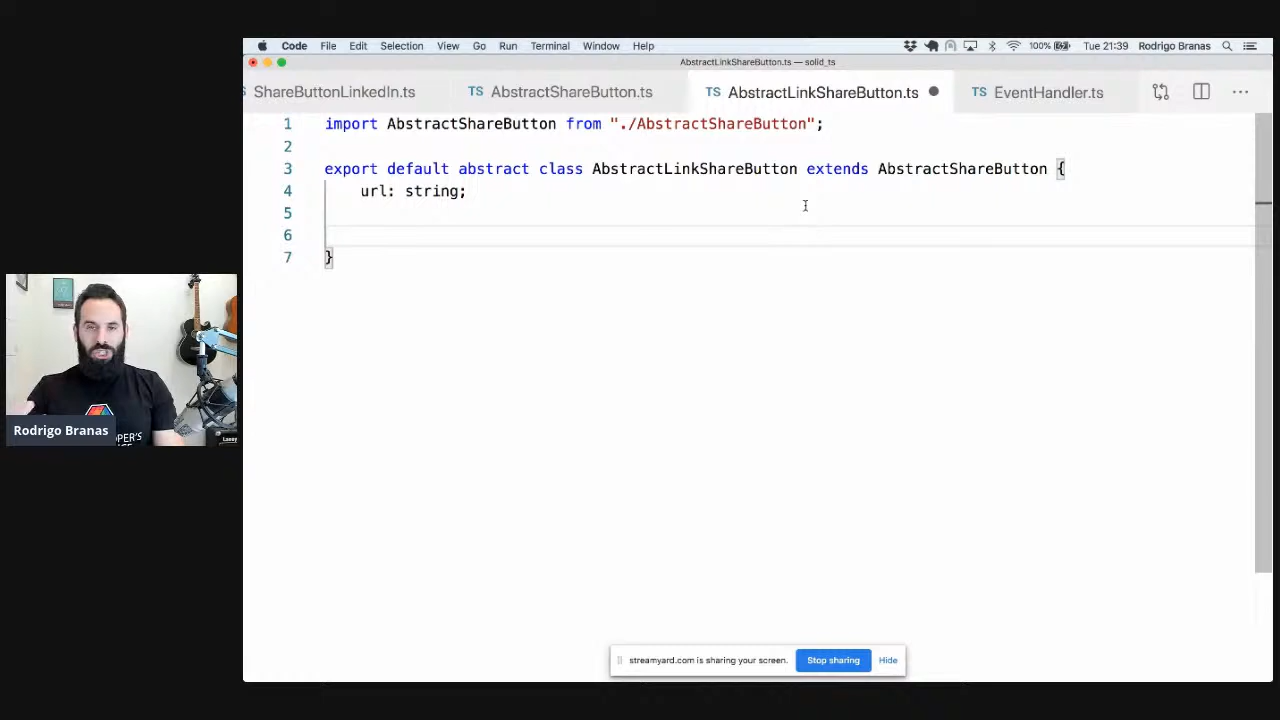 Code File Edit Selection View Go Run Terminal Window Help 100% Tue 21:39 Rodrigo Branas
AbstractLinkShareButton.ts — solid_ts
ShareButtonLinkedIn.ts TS AbstractShareButton.ts TS AbstractLinkShareButton.ts TS EventHandler.ts
1 import AbstractShareButton from "./AbstractShareButton";
2
3 export default abstract class AbstractLinkShareButton extends AbstractShareButton {
4 url: string;
5
6
7 }
OPER'S
Rodrigo Branas
streamyard.com is sharing your screen. Stop sharing Hide